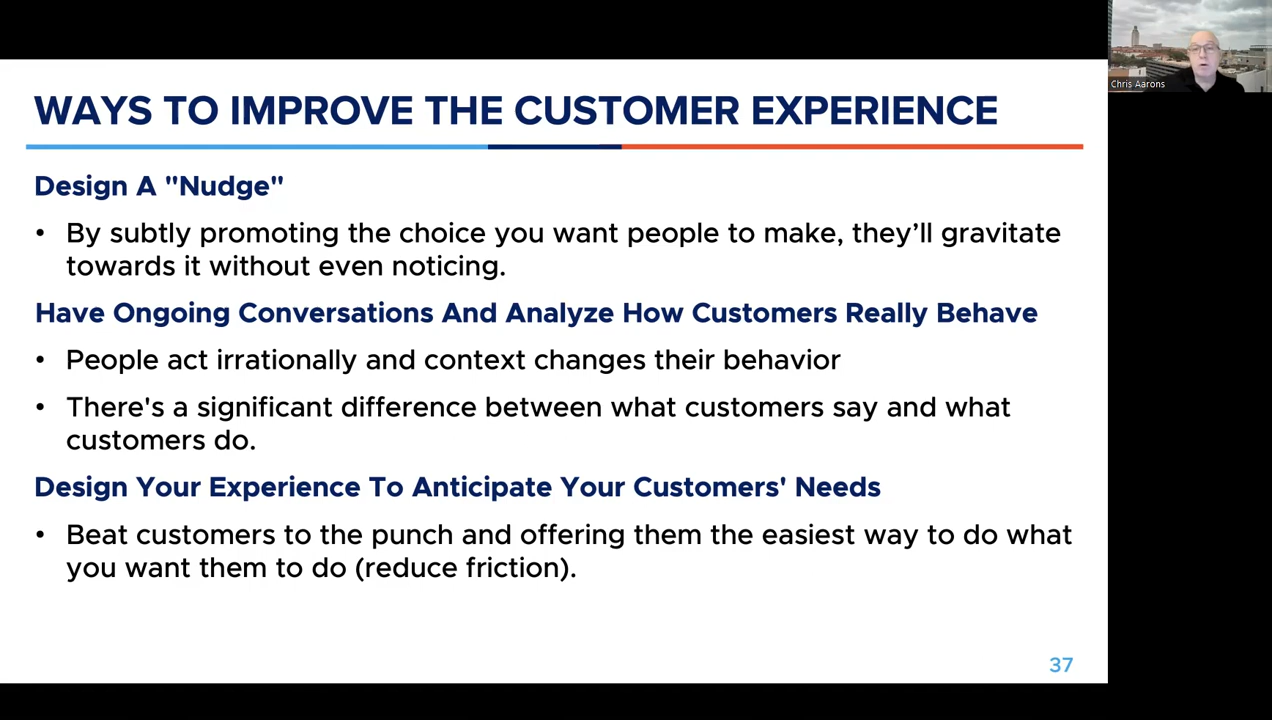 WAYS TO IMPROVE THE CUSTOMER EXPERIENCE
Design A "Nudge"
• By subtly promoting the choice you want people to make, they’ll gravitate
towards it without even noticing.
Have Ongoing Conversations And Analyze How Customers Really Behave
• People act irrationally and context changes their behavior
• There's a significant difference between what customers say and what
customers do.
Design Your Experience To Anticipate Your Customers' Needs
• Beat customers to the punch and offering them the easiest way to do what
you want them to do (reduce friction).
37
Chris Aarons